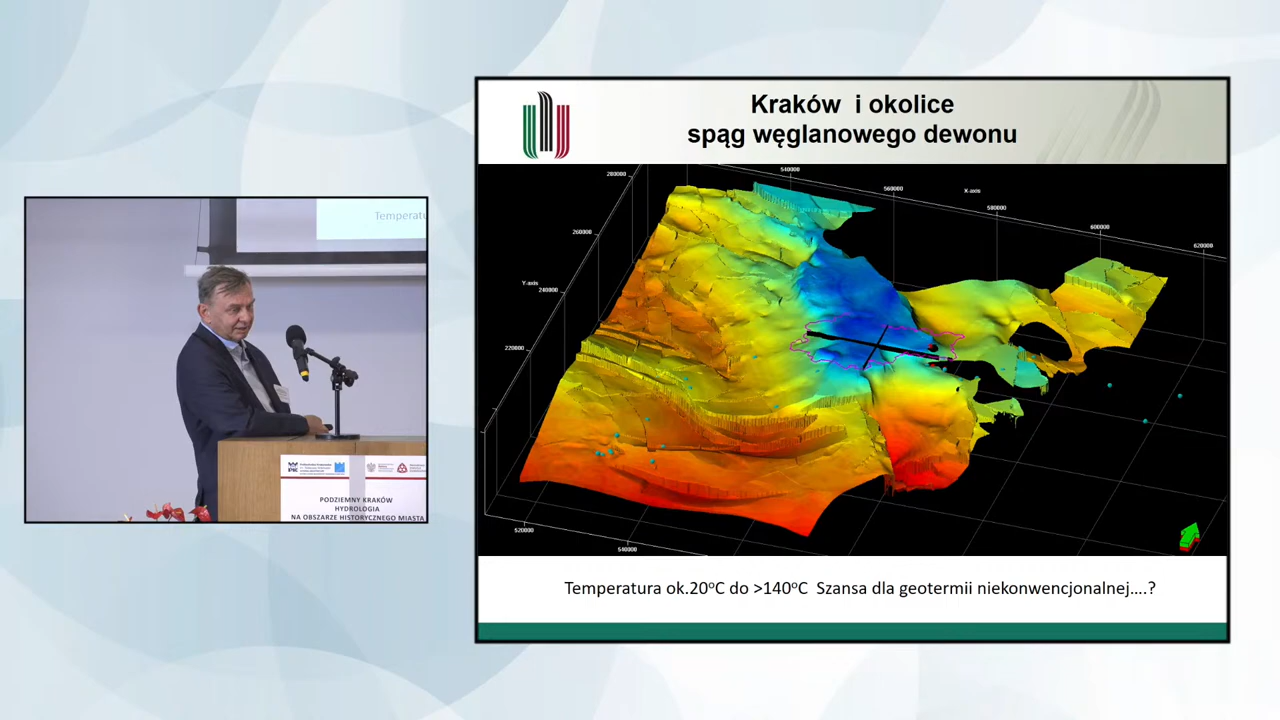 Kraków i okolice
spąg węglanowego dewonu
280000
260000
Y-axis
240000
220000
540000
560000
X-axis
580000
600000
620000
520000
540000
Temperatura ok.20°C do >140°C Szansa dla geotermii niekonwencjonalnej….?
Temperatu
PODZIEMNY KRAKÓW
HYDROLOGIA
NA OBSZARZE HISTORYCZNEGO MIASTA